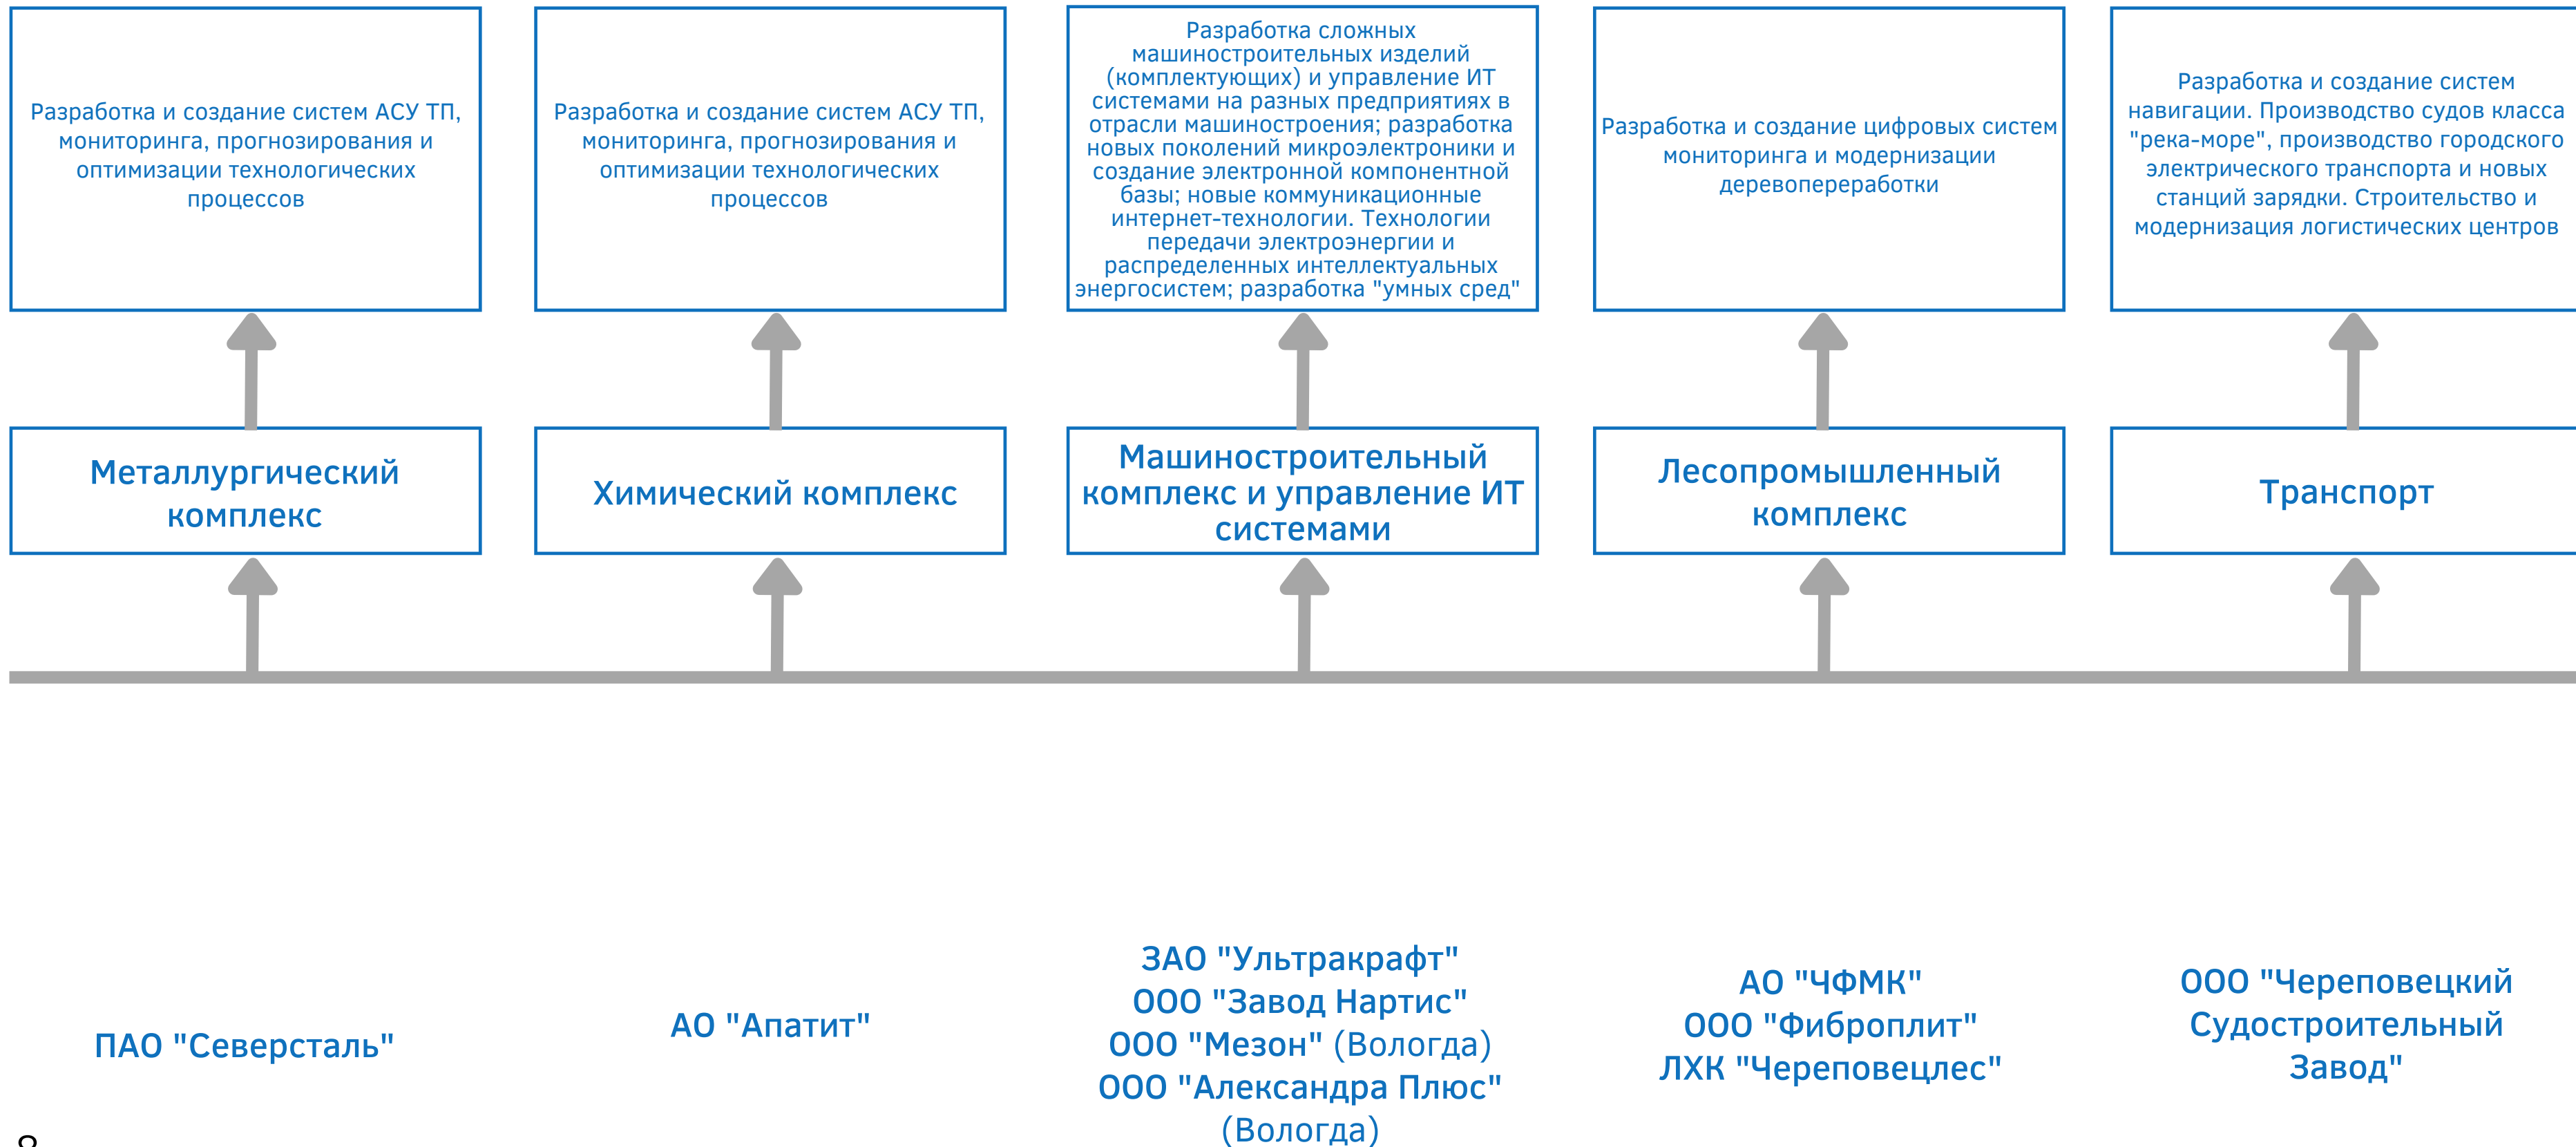 Разработка и создание систем АСУ ТП,
мониторинга, прогнозирования и
оптимизации технологических
процессов
Разработка и создание систем АСУ ТП,
мониторинга, прогнозирования и
оптимизации технологических
процессов
Разработка сложных
машиностроительных изделий
(комплектующих) и управление ИТ
системами на разных предприятиях в
отрасли машиностроения; разработка
новых поколений микроэлектроники и
создание электронной компонентной
базы; новые коммуникационные
интернет-технологии. Технологии
передачи электроэнергии и
распределенных интеллектуальных
энергосистем; разработка "умных сред"
Разработка и создание цифровых систем
мониторинга и модернизации
деревопереработки
Разработка и создание систем
навигации. Производство судов класса
"река-море", производство городского
электрического транспорта и новых
станций зарядки. Строительство и
модернизация логистических центров
Металлургический
комплекс
Химический комплекс
Машиностроительный
комплекс и управление ИТ
системами
Лесопромышленный
комплекс
Транспорт
ПАО "Северсталь"
АО "Апатит"
ЗАО "Ультракрафт"
ООО "Завод Нартис"
ООО "Мезон" (Вологда)
ООО "Александра Плюс"
(Вологда)
АО "ЧФМК"
ООО "Фиброплит"
ЛХК "Череповецлес"
ООО "Череповецкий
Судостроительный
Завод"